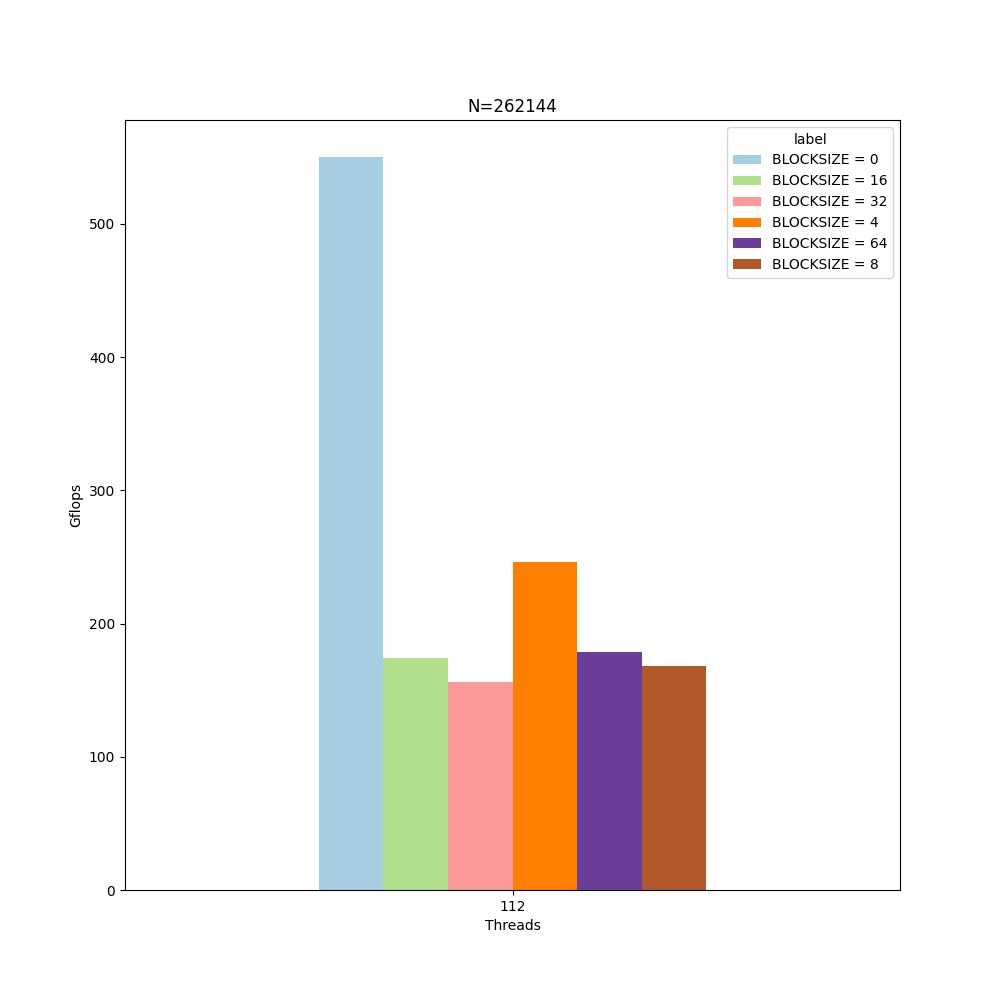 N=262144
label
BLOCKSIZE = 0
BLOCKSIZE = 16
BLOCKSIZE = 32
BLOCKSIZE = 4
BLOCKSIZE = 64
BLOCKSIZE = 8
500
400
300
200
100
0
Gflops
112
Threads